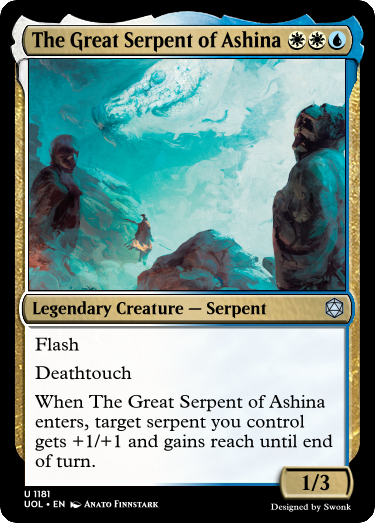 The Great Serpent of Ashina
Legendary Creature — Serpent
Flash
Deathtouch
When The Great Serpent of Ashina
enters, target serpent you control
gets +1/+1 and gains reach until end
of turn.
1/3
U 1181
UOL • EN Anato Finnstark
Designed by Swonk